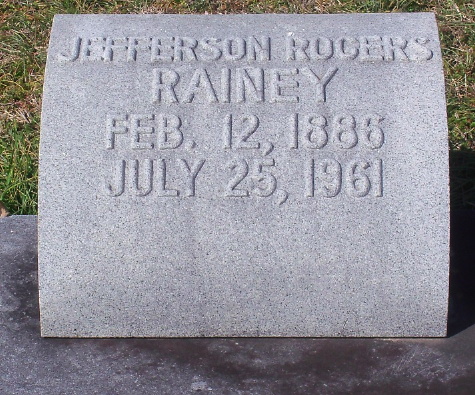 JEFFERSON ROGERS
RAINEY
FEB. 12, 1886
JULY 25, 1961